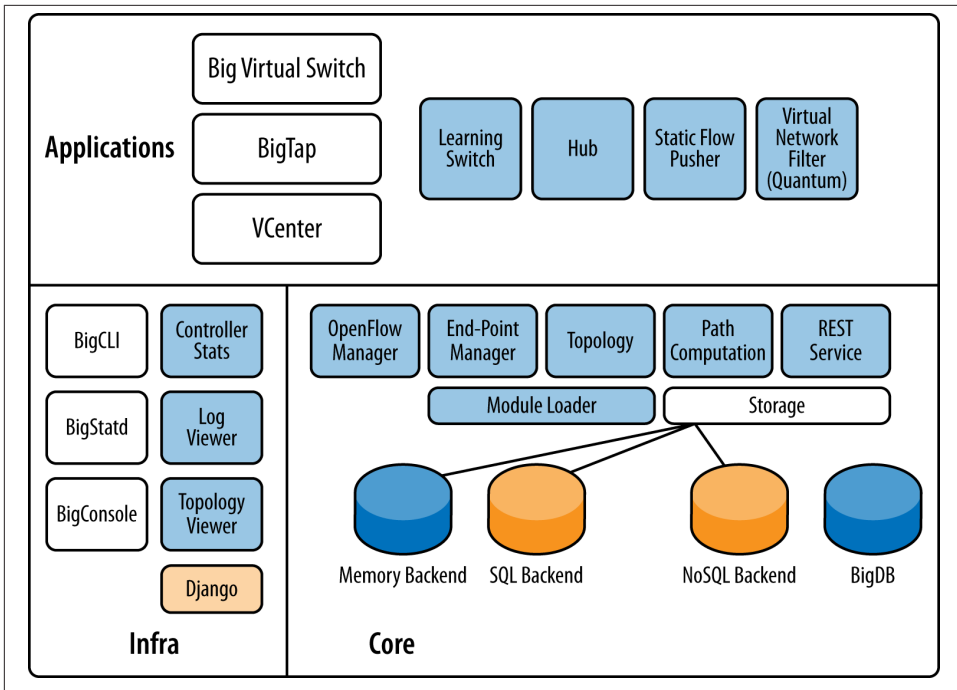 Applications
Big Virtual Switch
BigTap
VCenter
Learning
Switch
Hub
Static Flow
Pusher
Virtual
Network
Filter
(Quantum)
BigCLI
Controller
Stats
BigStatd
Log
Viewer
BigConsole
Topology
Viewer
Django
Infra
OpenFlow
Manager
End-Point
Manager
Topology
Path
Computation
REST
Service
Module Loader
Storage
Memory Backend
SQL Backend
NoSQL Backend
BigDB
Core